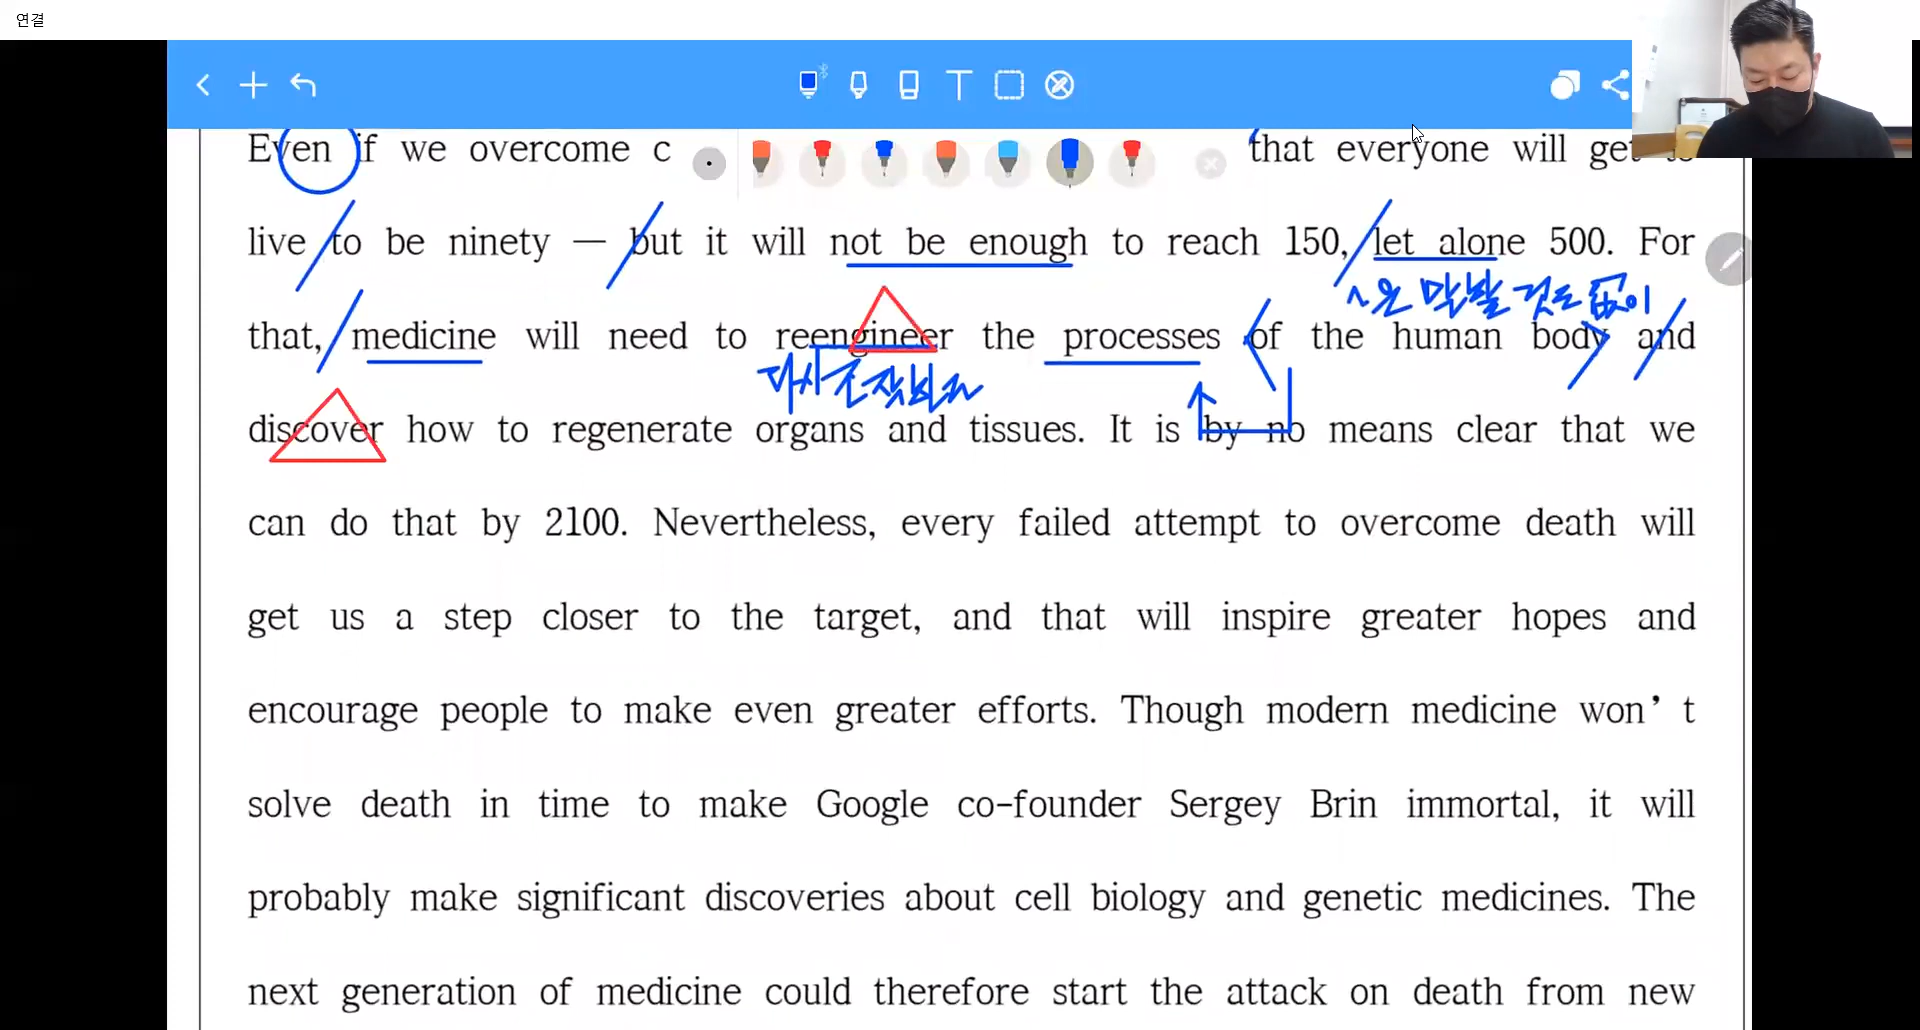 연결
Even if we overcome c that everyone will get to
live to be ninety — but it will not be enough to reach 150, let alone 500. For
~은 말할 것도 없이
that, medicine will need to reengineer the processes of the human body and
다시 조작하다
discover how to regenerate organs and tissues. It is by no means clear that we
can do that by 2100. Nevertheless, every failed attempt to overcome death will
get us a step closer to the target, and that will inspire greater hopes and
encourage people to make even greater efforts. Though modern medicine won’ t
solve death in time to make Google co-founder Sergey Brin immortal, it will
probably make significant discoveries about cell biology and genetic medicines. The
next generation of medicine could therefore start the attack on death from new